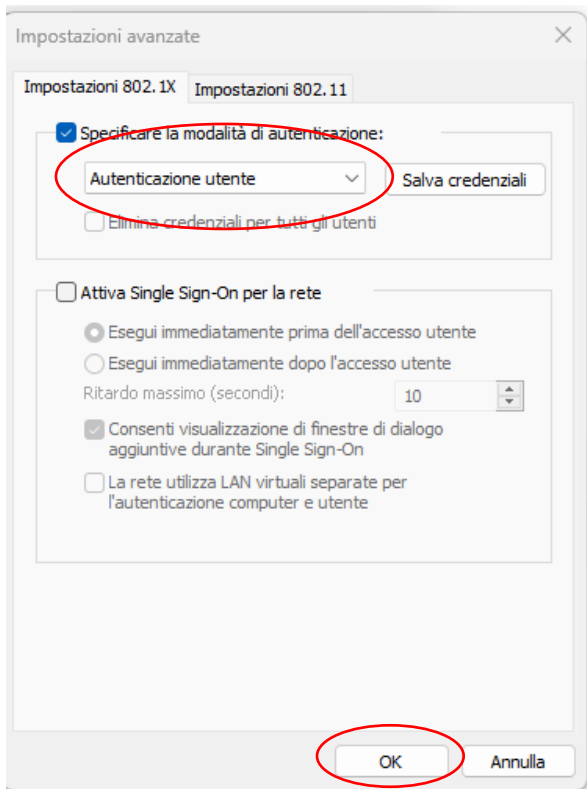 Impostazioni avanzate
Impostazioni 802.1X
Impostazioni 802.11
Specificare la modalità di autenticazione:
Autenticazione utente
Salva credenziali
Elimina credenziali per tutti gli utenti
Attiva Single Sign-On per la rete
Esegui immediatamente prima dell'accesso utente
Esegui immediatamente dopo l'accesso utente
Ritardo massimo (secondi):
10
Consenti visualizzazione di finestre di dialogo
aggiuntive durante Single Sign-On
La rete utilizza LAN virtuali separate per
l'autenticazione computer e utente
OK
Annulla